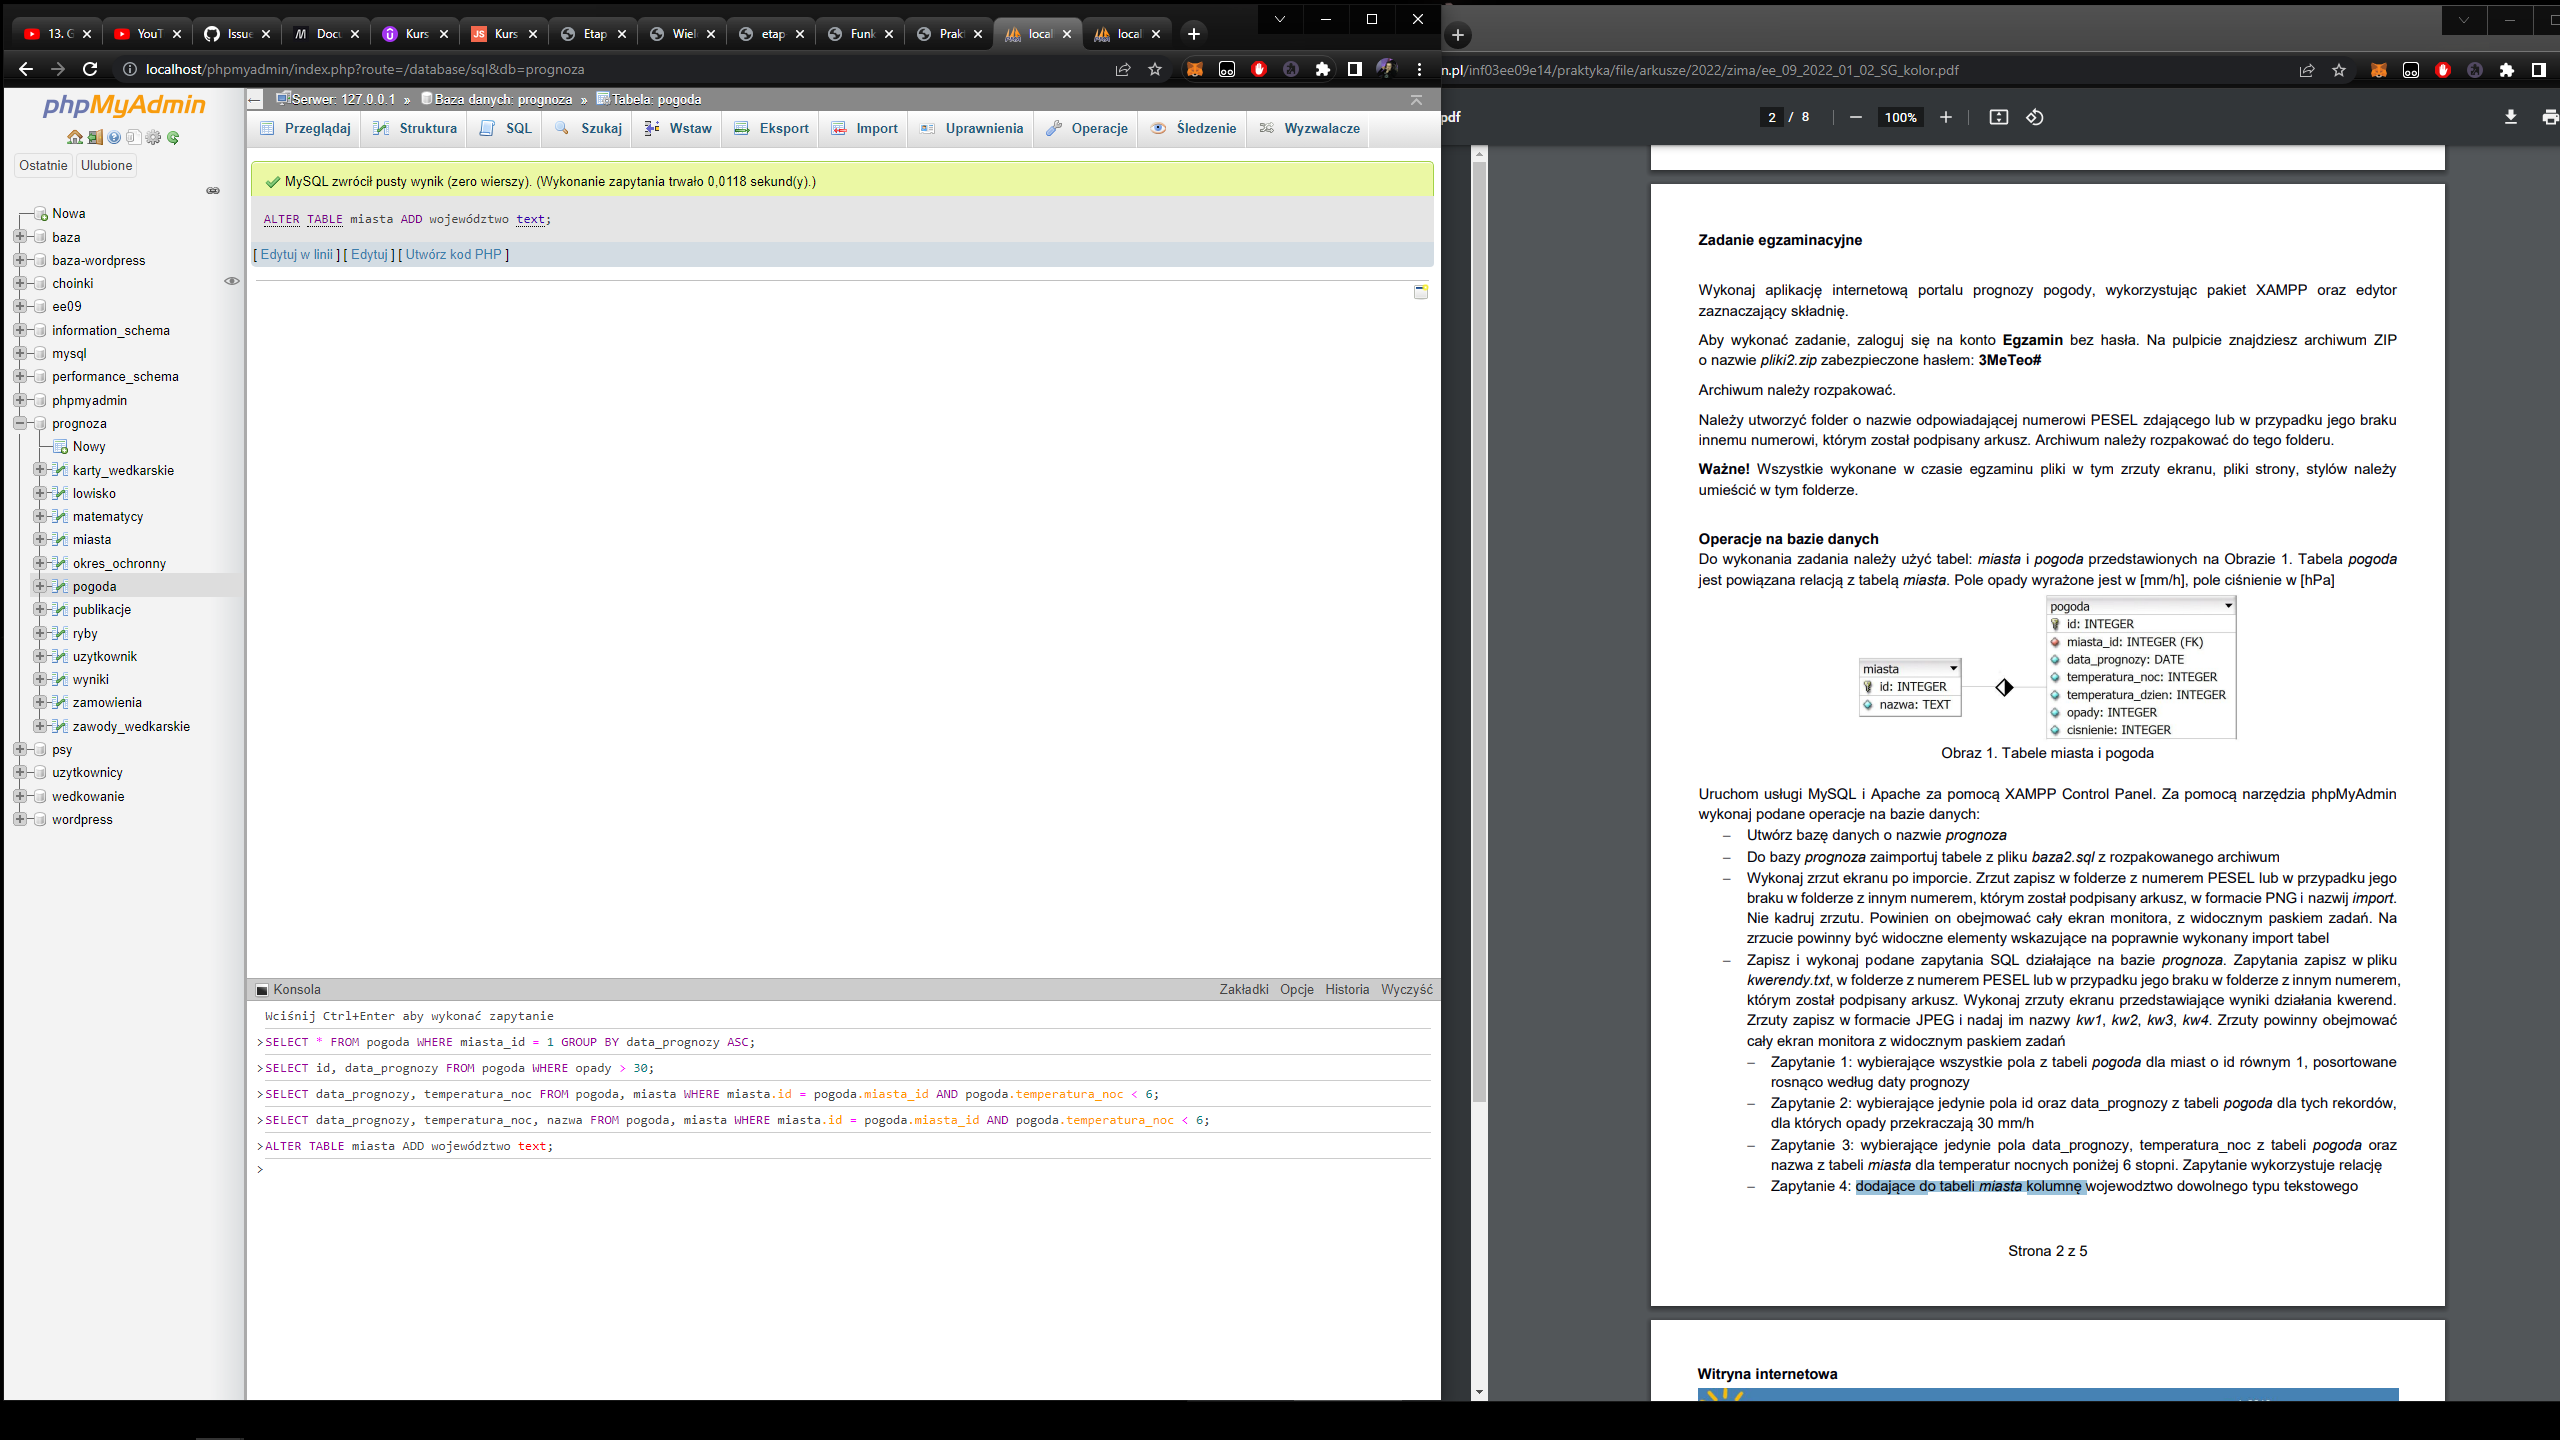 13. G
YouT
Issue
Docu
Kurs
JS
Kurs
Etap
Wiel
etap
Funk
Prak
local
local
localhost/phpmyadmin/index.php?route=/database/sql&db=prognoza
n.pl/inf03ee09e14/praktyka/file/arkusze/2022/zima/ee_09_2022_01_02_SG_kolor.pdf
pdf
2 / 8
100%
phpMyAdmin
Ostatnie
Ulubione
Nowa
baza
baza-wordpress
choinki
ee09
information_schema
mysql
performance_schema
phpmyadmin
prognoza
Nowy
karty_wedkarskie
lowisko
matematycy
miasta
okres_ochronny
pogoda
publikacje
ryby
uzytkownik
wyniki
zamowienia
zawody_wedkarskie
psy
uzytkownicy
wedkowanie
wordpress
Serwer: 127.0.0.1 » Baza danych: prognoza » Tabela: pogoda
Przeglądaj
Struktura
SQL
Szukaj
Wstaw
Eksport
Import
Uprawnienia
Operacje
Śledzenie
Wyzwalacze
MySQL zwrócił pusty wynik (zero wierszy). (Wykonanie zapytania trwało 0,0118 sekund(y).)
ALTER TABLE miasta ADD województwo text;
[ Edytuj w linii ] [ Edytuj ] [ Utwórz kod PHP ]
Konsola
Zakładki Opcje Historia Wyczyść
Wciśnij Ctrl+Enter aby wykonać zapytanie
>SELECT * FROM pogoda WHERE miasta_id = 1 GROUP BY data_prognozy ASC;
>SELECT id, data_prognozy FROM pogoda WHERE opady > 30;
>SELECT data_prognozy, temperatura_noc FROM pogoda, miasta WHERE miasta.id = pogoda.miasta_id AND pogoda.temperatura_noc < 6;
>SELECT data_prognozy, temperatura_noc, nazwa FROM pogoda, miasta WHERE miasta.id = pogoda.miasta_id AND pogoda.temperatura_noc < 6;
>ALTER TABLE miasta ADD województwo text;
>
Zadanie egzaminacyjne
Wykonaj aplikację internetową portalu prognozy pogody, wykorzystując pakiet XAMPP oraz edytor
zaznaczający składnię.
Aby wykonać zadanie, zaloguj się na konto Egzamin bez hasła. Na pulpicie znajdziesz archiwum ZIP
o nazwie pliki2.zip zabezpieczone hasłem: 3MeTeo#
Archiwum należy rozpakować.
Należy utworzyć folder o nazwie odpowiadającej numerowi PESEL zdającego lub w przypadku jego braku
innemu numerowi, którym został podpisany arkusz. Archiwum należy rozpakować do tego folderu.
Ważne! Wszystkie wykonane w czasie egzaminu pliki w tym zrzuty ekranu, pliki strony, stylów należy
umieścić w tym folderze.
Operacje na bazie danych
Do wykonania zadania należy użyć tabel: miasta i pogoda przedstawionych na Obrazie 1. Tabela pogoda
jest powiązana relacją z tabelą miasta. Pole opady wyrażone jest w [mm/h], pole ciśnienie w [hPa]
miasta
id: INTEGER
nazwa: TEXT
pogoda
id: INTEGER
miasta_id: INTEGER (FK)
data_prognozy: DATE
temperatura_noc: INTEGER
temperatura_dzien: INTEGER
opady: INTEGER
cisnienie: INTEGER
Obraz 1. Tabele miasta i pogoda
Uruchom usługi MySQL i Apache za pomocą XAMPP Control Panel. Za pomocą narzędzia phpMyAdmin
wykonaj podane operacje na bazie danych:
– Utwórz bazę danych o nazwie prognoza
– Do bazy prognoza zaimportuj tabele z pliku baza2.sql z rozpakowanego archiwum
– Wykonaj zrzut ekranu po imporcie. Zrzut zapisz w folderze z numerem PESEL lub w przypadku jego
braku w folderze z innym numerem, którym został podpisany arkusz, w formacie PNG i nazwij import.
Nie kadruj zrzutu. Powinien on obejmować cały ekran monitora, z widocznym paskiem zadań. Na
zrzucie powinny być widoczne elementy wskazujące na poprawnie wykonany import tabel
– Zapisz i wykonaj podane zapytania SQL działające na bazie prognoza. Zapytania zapisz w pliku
kwerendy.txt, w folderze z numerem PESEL lub w przypadku jego braku w folderze z innym numerem,
którym został podpisany arkusz. Wykonaj zrzuty ekranu przedstawiające wyniki działania kwerend.
Zrzuty zapisz w formacie JPEG i nadaj im nazwy kw1, kw2, kw3, kw4. Zrzuty powinny obejmować
cały ekran monitora z widocznym paskiem zadań
– Zapytanie 1: wybierające wszystkie pola z tabeli pogoda dla miast o id równym 1, posortowane
rosnąco według daty prognozy
– Zapytanie 2: wybierające jedynie pola id oraz data_prognozy z tabeli pogoda dla tych rekordów,
dla których opady przekraczają 30 mm/h
– Zapytanie 3: wybierające jedynie pola data_prognozy, temperatura_noc z tabeli pogoda oraz
nazwa z tabeli miasta dla temperatur nocnych poniżej 6 stopni. Zapytanie wykorzystuje relację
– Zapytanie 4: dodające do tabeli miasta kolumnę wojewodztwo dowolnego typu tekstowego
Strona 2 z 5
Witryna internetowa